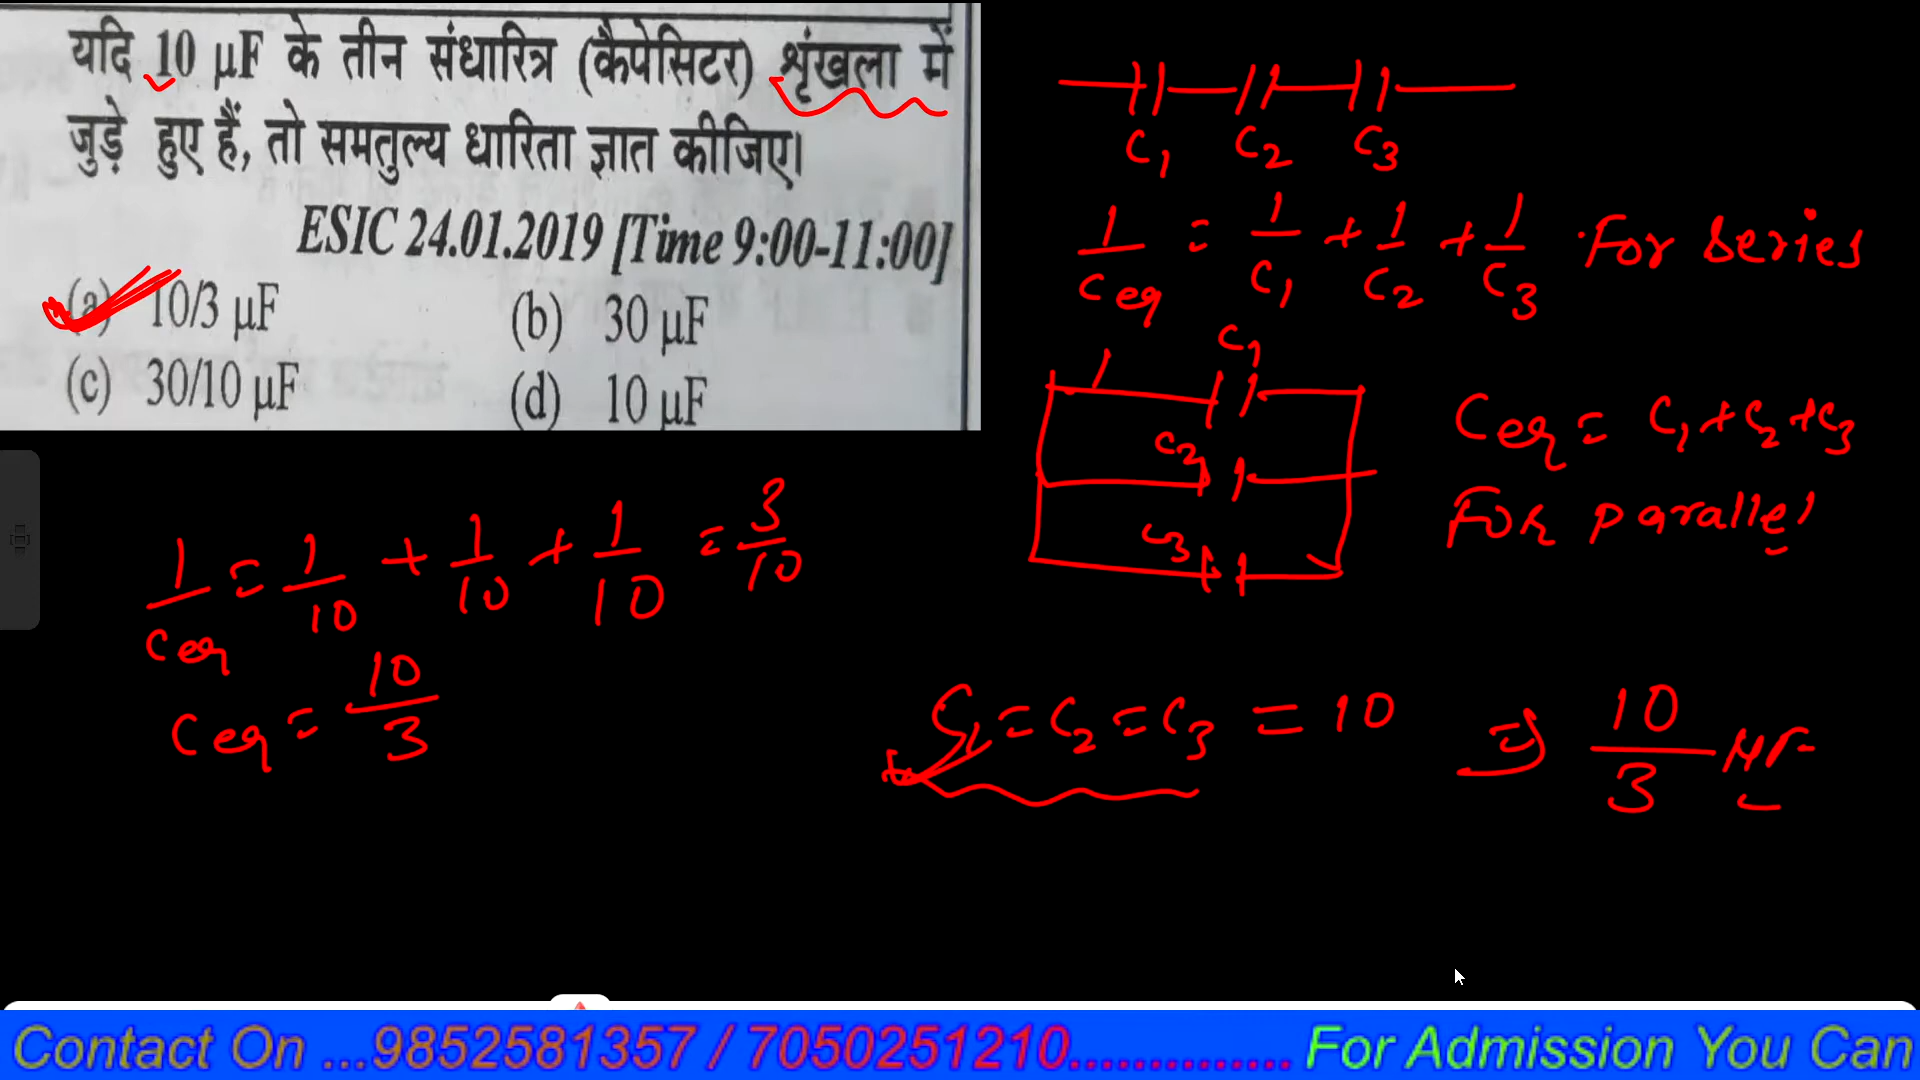 यदि 10 μF के तीन संधारित्र (कैपेसिटर) शृंखला में
जुड़े हुए हैं, तो समतुल्य धारिता ज्ञात कीजिए।
ESIC 24.01.2019 [Time 9:00-11:00]
(a) 10/3 μF (b) 30 μF
(c) 30/10 μF (d) 10 μF
C1 C2 C3
1/Ceq = 1/C1 + 1/C2 + 1/C3 For series
C1
C2
C3
Ceq = C1+C2+C3
For parallel
1/Ceq = 1/10 + 1/10 + 1/10 = 3/10
Ceq = 10/3
C1 = C2 = C3 = 10 ⇒ 10/3 μF
Contact On ...9852581357 / 7050251210.............. For Admission You Can